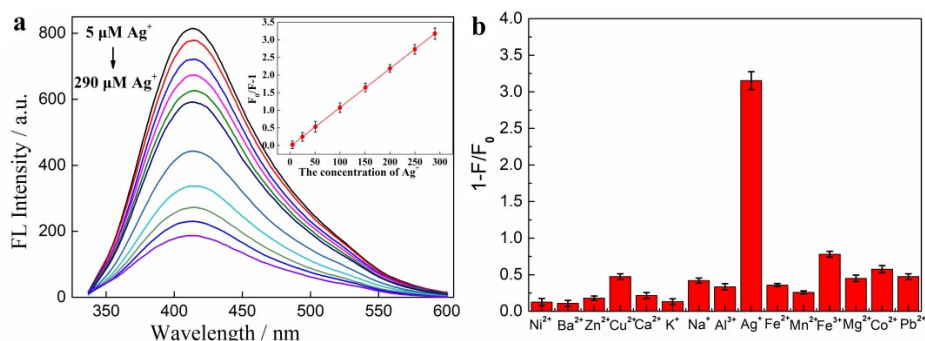 a
5 μM Ag+
290 μM Ag+
FL Intensity / a.u.
800
600
400
200
0
350 400 450 500 550 600
Wavelength / nm
F0/F-1
3.5
3.0
2.5
2.0
1.5
1.0
0.5
0.0
0 50 100 150 200 250 300
The concentration of Ag+
b
1-F/F0
4.0
3.5
3.0
2.5
2.0
1.5
1.0
0.5
0.0
Ni2+ Ba2+ Zn2+ Cu2+ Ca2+ K+ Na+ Al3+ Ag+ Fe2+ Mn2+ Fe3+ Mg2+ Co2+ Pb2+